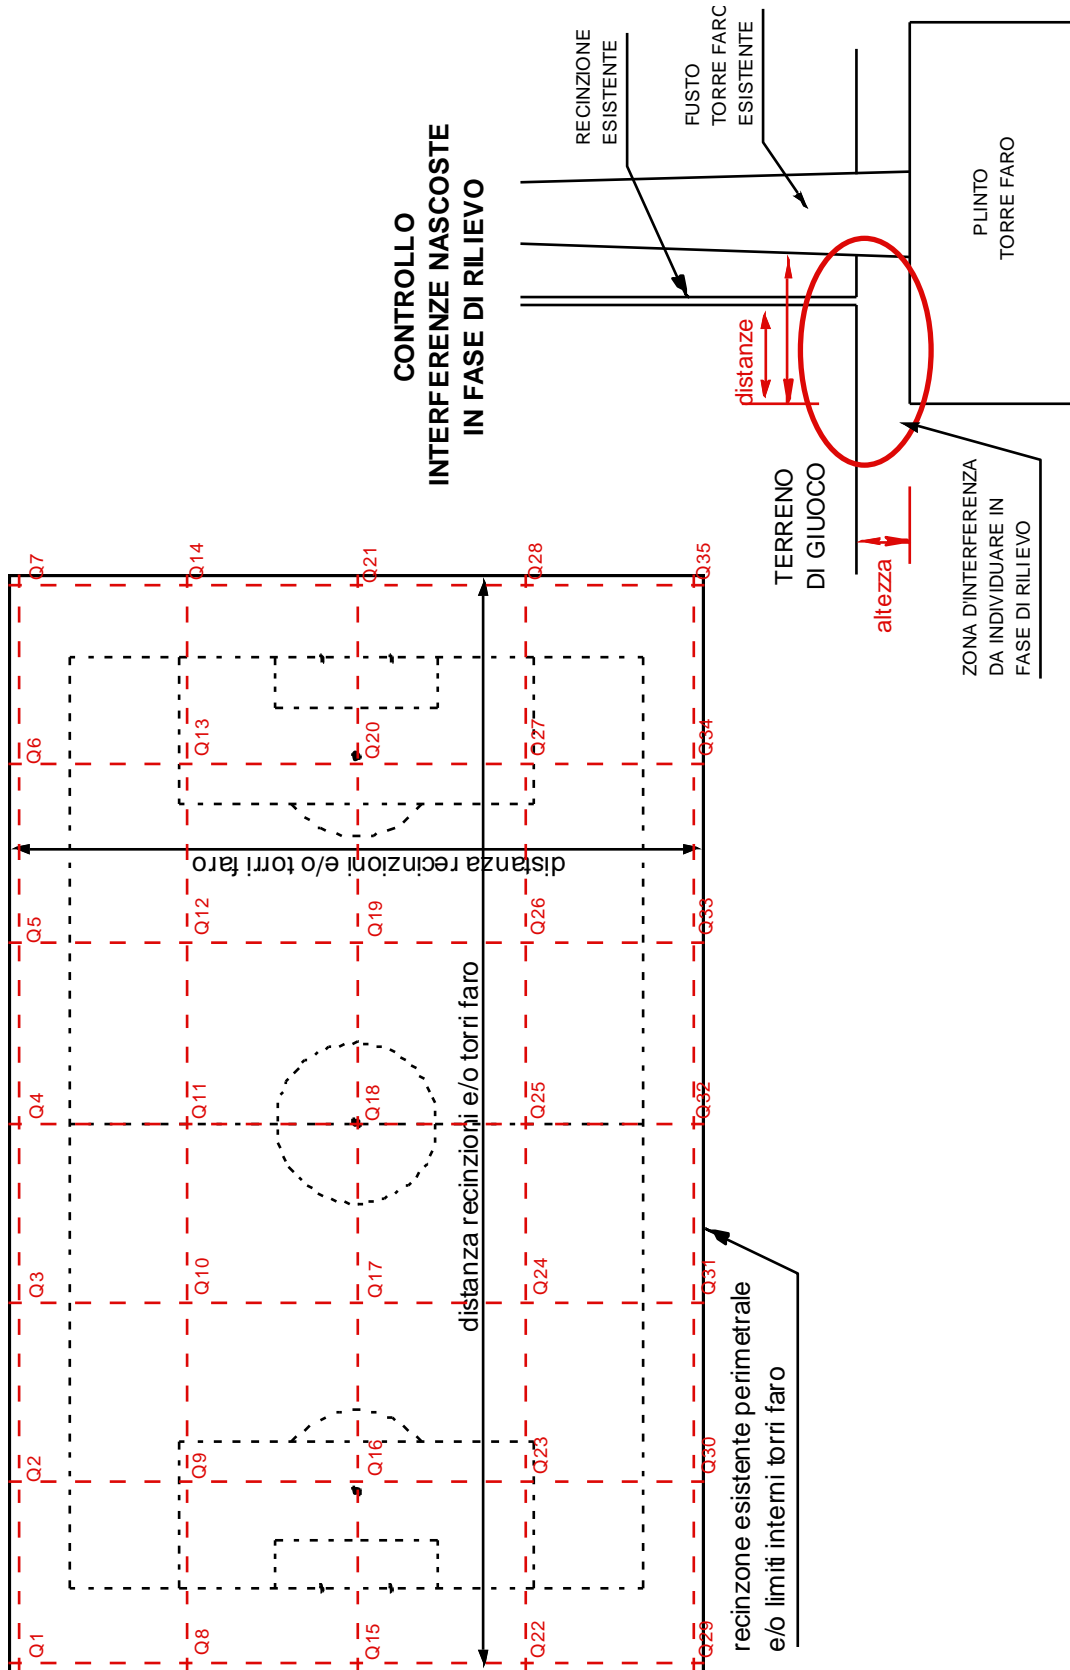 Q1
Q2
Q3
Q4
Q5
Q6
Q7
Q8
Q9
Q10
Q11
Q12
Q13
Q14
Q15
Q16
Q17
Q18
Q19
Q20
Q21
Q22
Q23
Q24
Q25
Q26
Q27
Q28
Q29
Q30
Q31
Q32
Q33
Q34
Q35
distanza recinzioni e/o torri faro
distanza recinzioni e/o torri faro
recinzone esistente perimetrale
e/o limiti interni torri faro
CONTROLLO
INTERFERENZE NASCOSTE
IN FASE DI RILIEVO
RECINZIONE
ESISTENTE
FUSTO
TORRE FARO
ESISTENTE
PLINTO
TORRE FARO
distanze
TERRENO
DI GIUOCO
altezza
ZONA D'INTERFERENZA
DA INDIVIDUARE IN
FASE DI RILIEVO